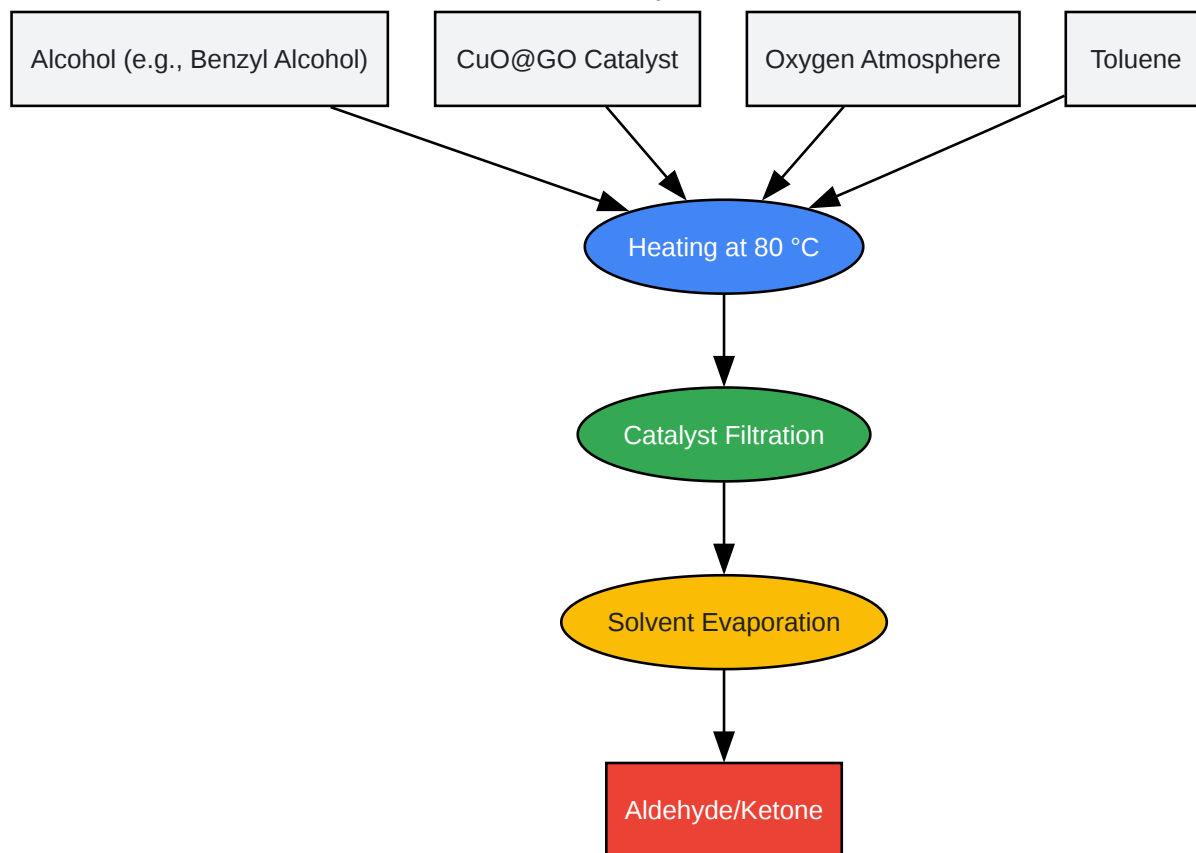 Alcohol (e.g., Benzyl Alcohol)
CuO@GO Catalyst
Oxygen Atmosphere
Toluene
Heating at 80 °C
Catalyst Filtration
Solvent Evaporation
Aldehyde/Ketone